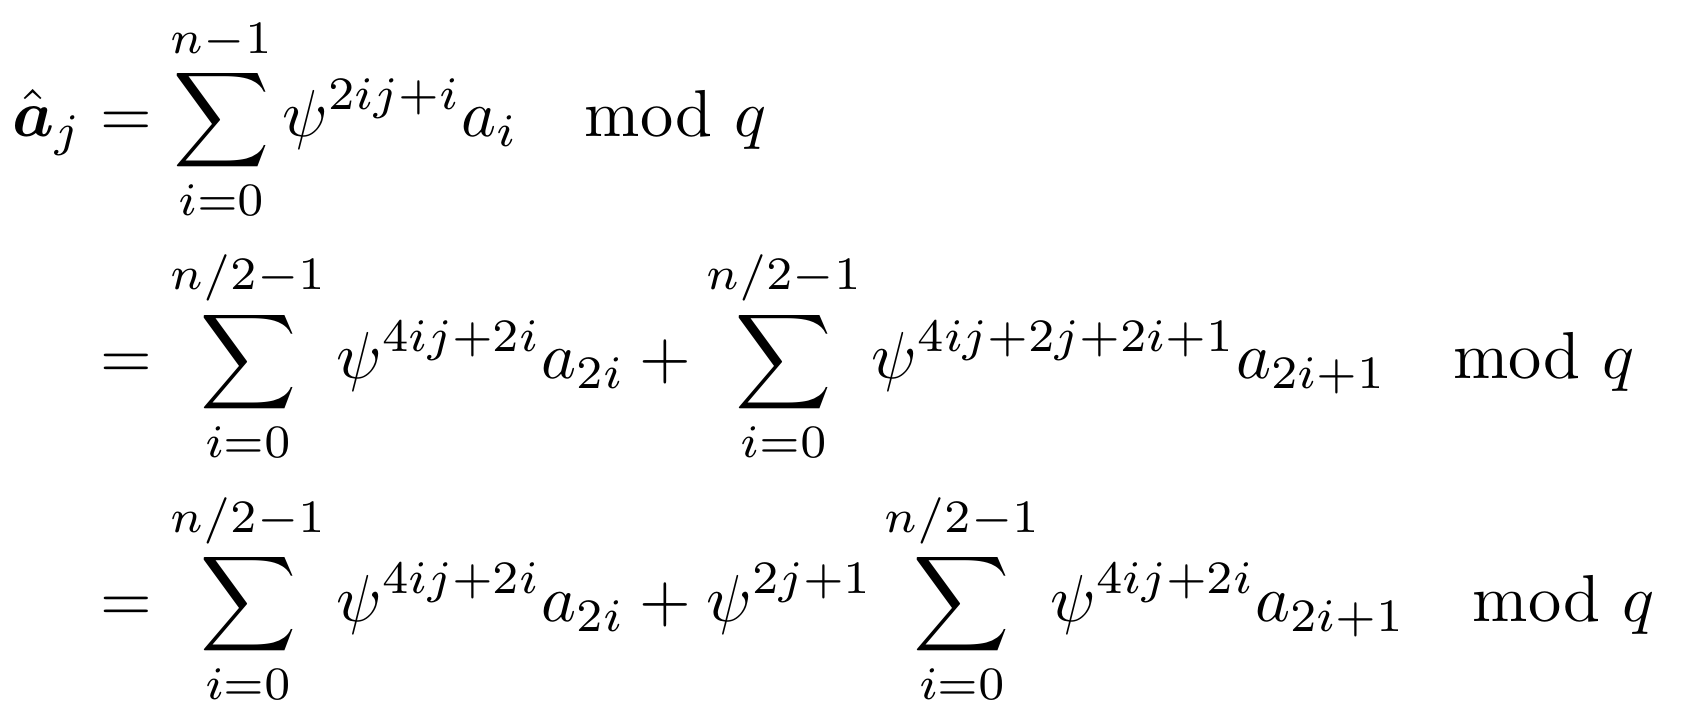 \hat{\boldsymbol{a}}_j = \sum_{i=0}^{n-1} \psi^{2ij+i} a_i \mod q
= \sum_{i=0}^{n/2-1} \psi^{4ij+2i} a_{2i} + \sum_{i=0}^{n/2-1} \psi^{4ij+2j+2i+1} a_{2i+1} \mod q
= \sum_{i=0}^{n/2-1} \psi^{4ij+2i} a_{2i} + \psi^{2j+1} \sum_{i=0}^{n/2-1} \psi^{4ij+2i} a_{2i+1} \mod q